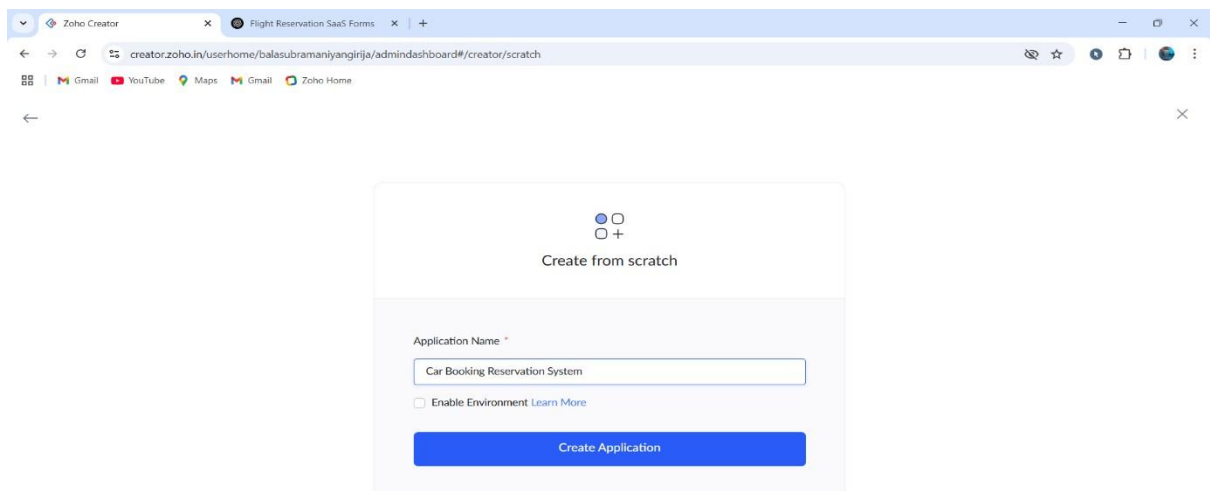 Zoho Creator
Flight Reservation SaaS Forms
creator.zoho.in/userhome/balasubramaniyangirija/admindashboard#/creator/scratch
Gmail YouTube Maps Gmail Zoho Home
Create from scratch
Application Name *
Car Booking Reservation System
Enable Environment Learn More
Create Application